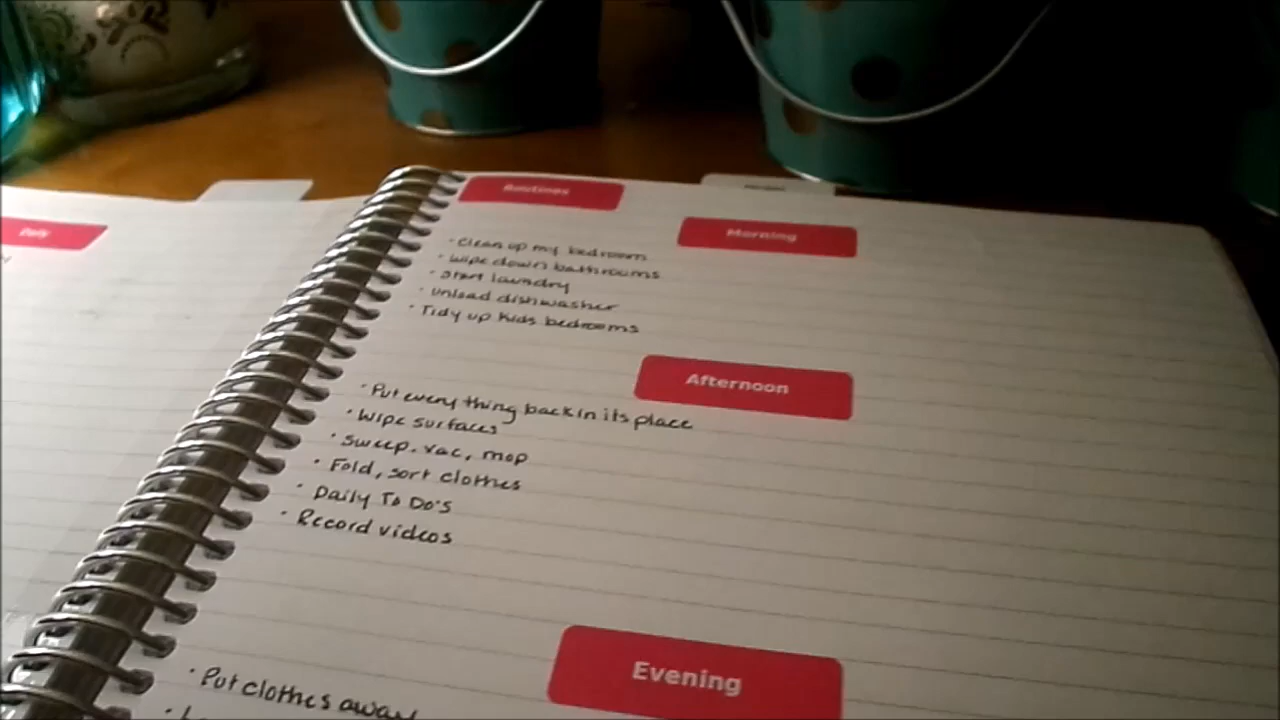 Daily
Routines
Morning
· Clean up my bedroom
· Wipe down bathrooms
· Start laundry
· Unload dishwasher
· Tidy up Kids bedrooms
Afternoon
· Put everything back in its place
· Wipe surfaces
· Sweep, vac, mop
· Fold, sort clothes
· Daily To Do's
· Record videos
Evening
· Put clothes away